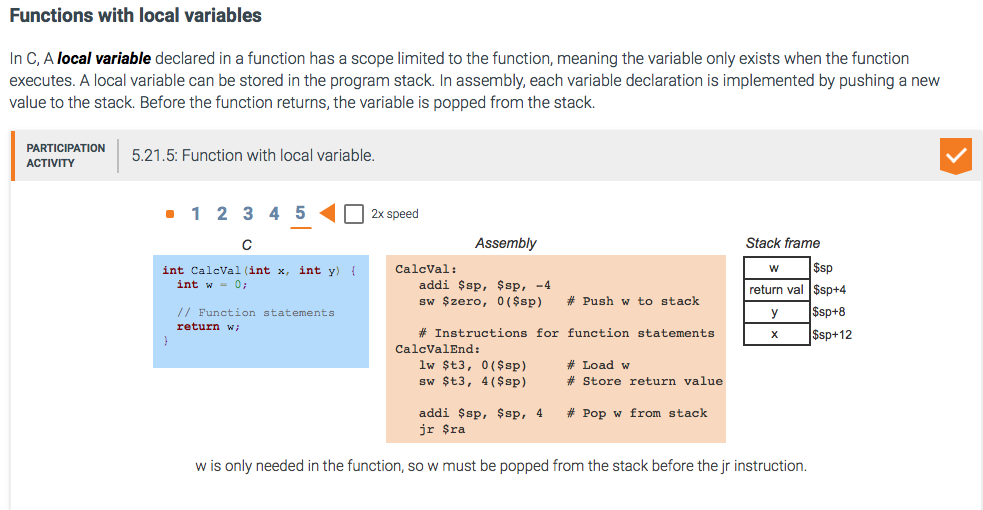 Functions with local variables
In C, A local variable declared in a function has a scope limited to the function, meaning the variable only exists when the function
executes. A local variable can be stored in the program stack. In assembly, each variable declaration is implemented by pushing a new
value to the stack. Before the function returns, the variable is popped from the stack.
PARTICIPATION
ACTIVITY
5.21.5: Function with local variable.
1 2 3 4 5 2x speed
C
int CalcVal(int x, int y) {
int w = 0;
// Function statements
return w;
}
Assembly
CalcVal:
addi $sp, $sp, -4
sw $zero, 0($sp) # Push w to stack
# Instructions for function statements
CalcValEnd:
lw $t3, 0($sp) # Load w
sw $t3, 4($sp) # Store return value
addi $sp, $sp, 4 # Pop w from stack
jr $ra
Stack frame
w $sp
return val $sp+4
y $sp+8
x $sp+12
w is only needed in the function, so w must be popped from the stack before the jr instruction.